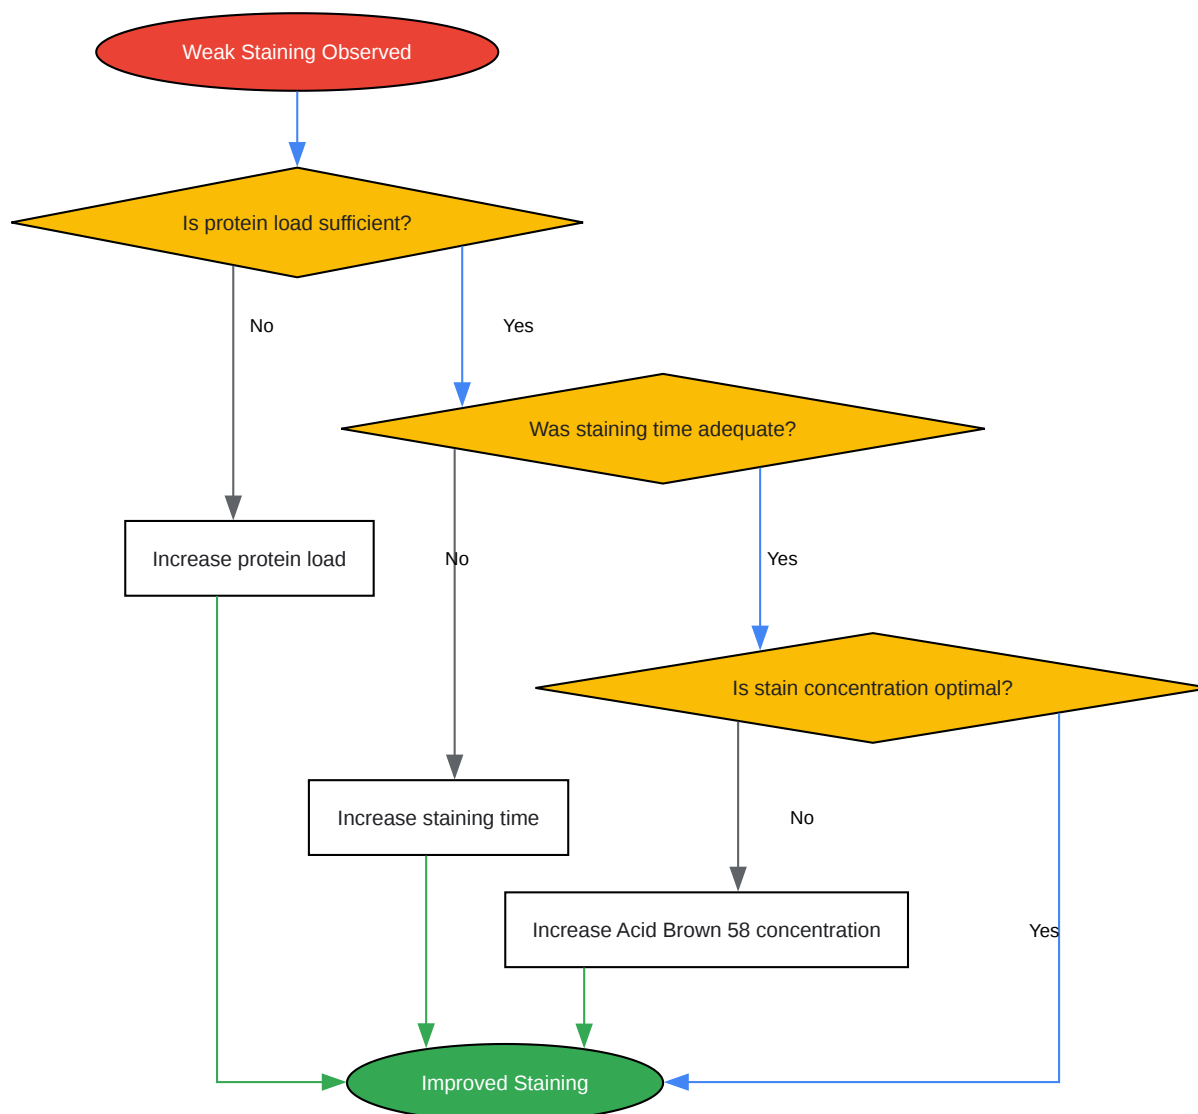 Weak Staining Observed
Is protein load sufficient?
No
Yes
Was staining time adequate?
Increase protein load
No
Yes
Is stain concentration optimal?
Increase staining time
No
Increase Acid Brown 58 concentration
Yes
Improved Staining